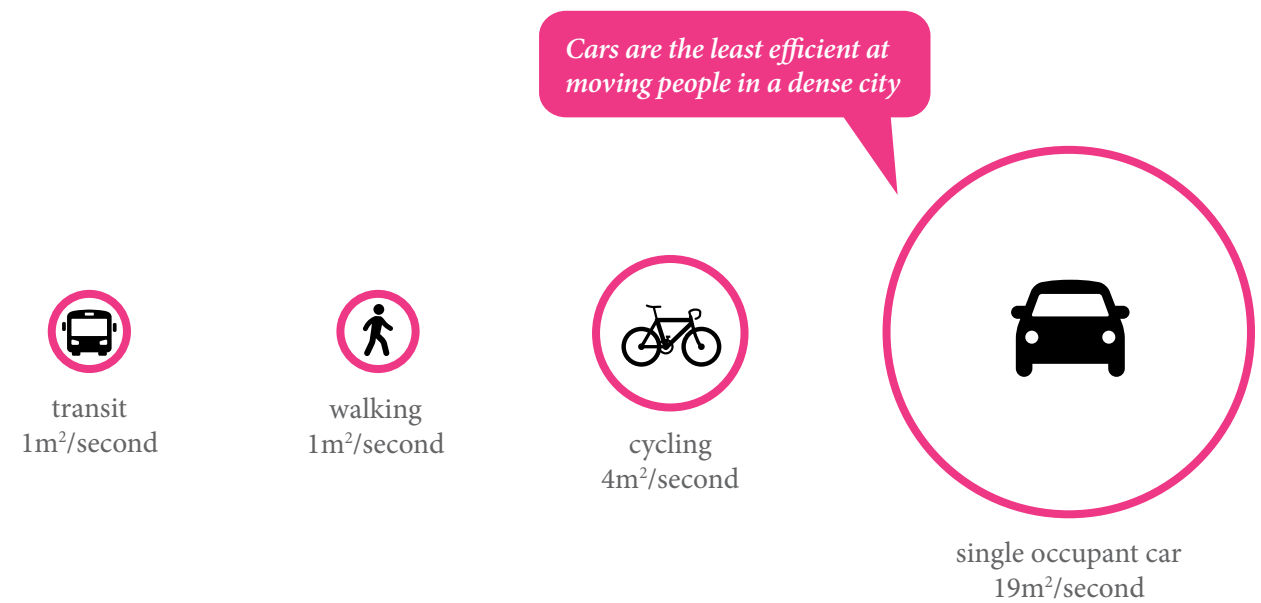 Cars are the least efficient at
moving people in a dense city
transit
1m²/second
walking
1m²/second
cycling
4m²/second
single occupant car
19m²/second